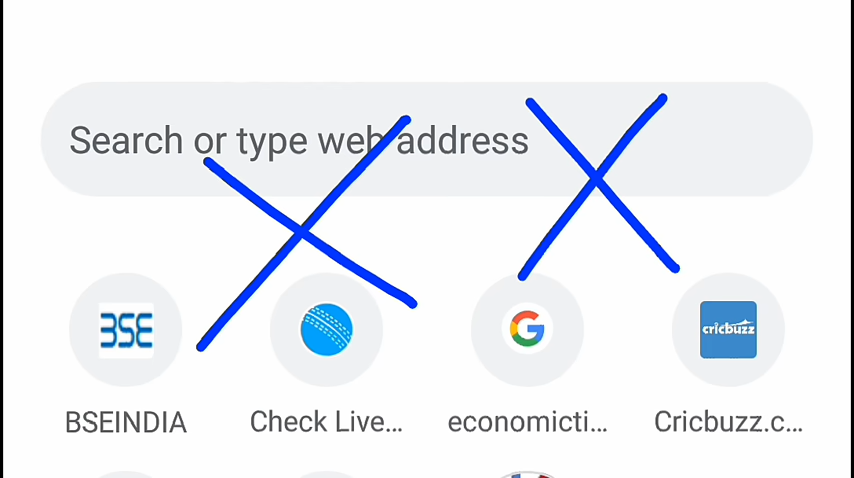 Search or type web address
BSE cricbuzz
BSEINDIA Check Live... economicti... Cricbuzz.c...